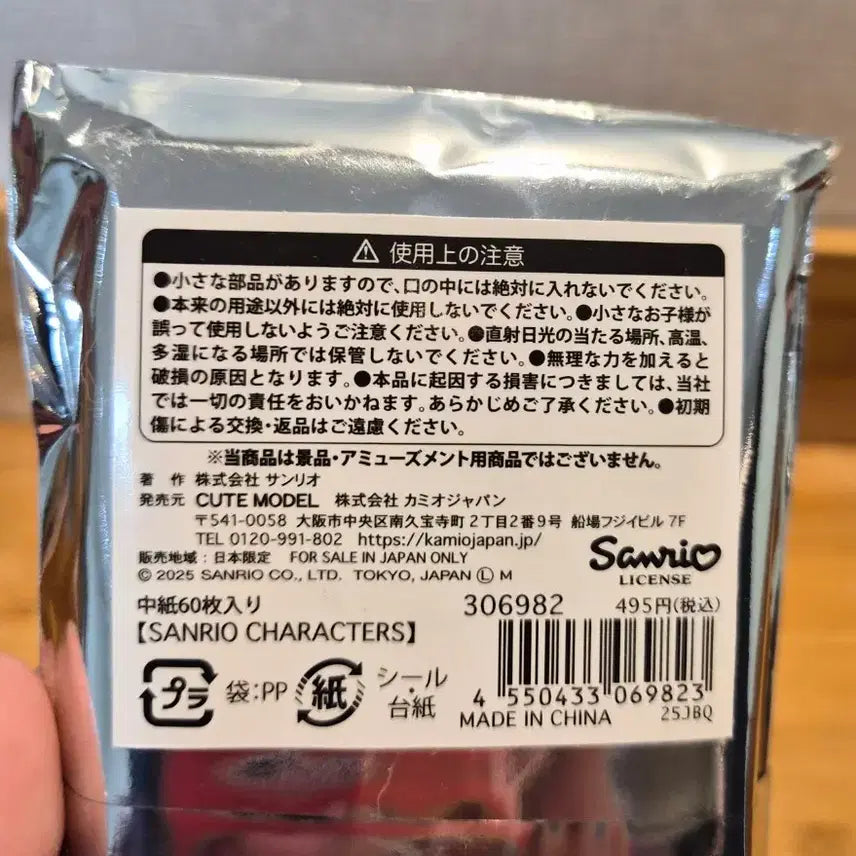 ⚠ 使用上の注意
●小さな部品がありますので、口の中には絶対に入れないでください。
●本来の用途以外には絶対に使用しないでください。●小さなお子様が
誤って使用しないようご注意ください。●直射日光の当たる場所、高温、
多湿になる場所では保管しないでください。●無理な力を加えると
破損の原因となります。●本品に起因する損害につきましては、当社
では一切の責任をおいかねます。あらかじめご了承ください。●初期
傷による交換・返品はご遠慮ください。
※当商品は景品・アミューズメント用商品ではございません。
著 作 株式会社 サンリオ
発売元 CUTE MODEL 株式会社 カミオジャパン
〒541-0058 大阪市中央区南久宝寺町2丁目2番9号 船場フジイビル 7F
TEL 0120-991-802 https://kamiojapan.jp/
販売地域:日本限定 FOR SALE IN JAPAN ONLY
© 2025 SANRIO CO., LTD. TOKYO, JAPAN Ⓛ M
Sanrio
LICENSE
中紙60枚入り
306982
495円(税込)
【SANRIO CHARACTERS】
プラ
袋:PP
紙
シール
・台紙
4 550433 069823
MADE IN CHINA
25JBQ